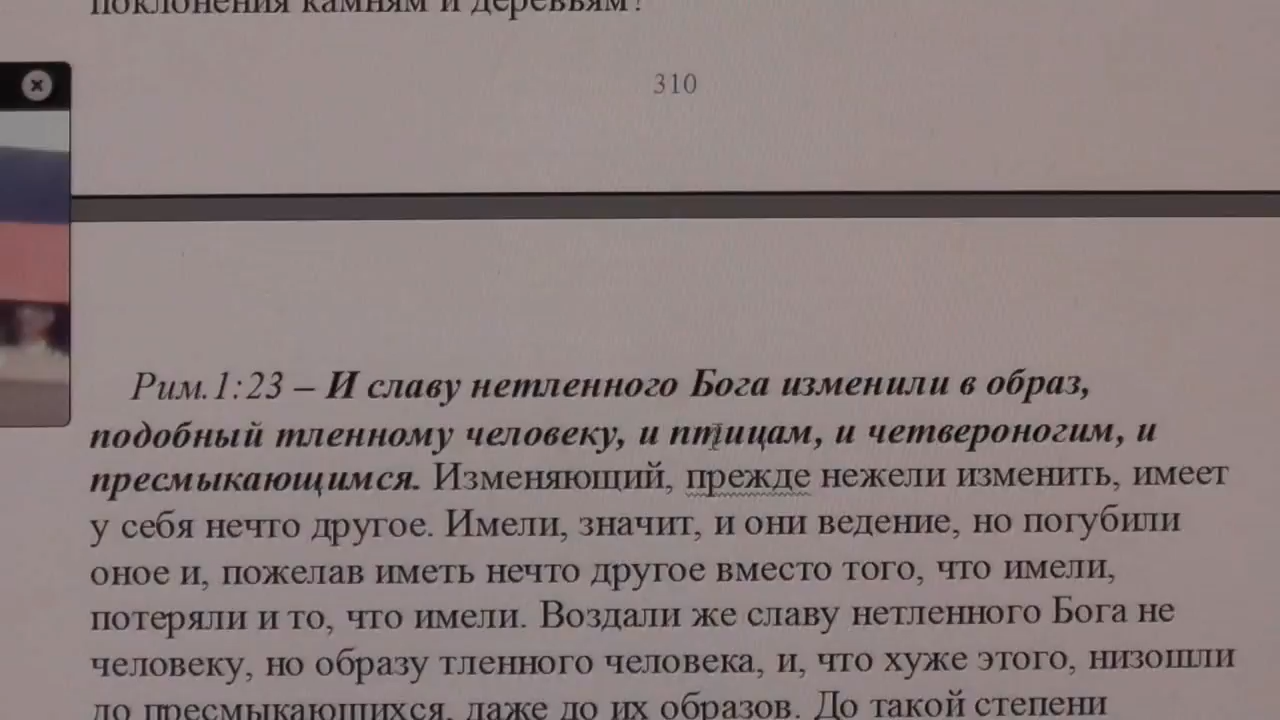 поклонения камням и деревьям?
310
Рим.1:23 – И славу нетленного Бога изменили в образ,
подобный тленному человеку, и птицам, и четвероногим, и
пресмыкающимся. Изменяющий, прежде нежели изменить, имеет
у себя нечто другое. Имели, значит, и они ведение, но погубили
оное и, пожелав иметь нечто другое вместо того, что имели,
потеряли и то, что имели. Воздали же славу нетленного Бога не
человеку, но образу тленного человека, и, что хуже этого, низошли
до пресмыкающихся, даже до их образов. До такой степени